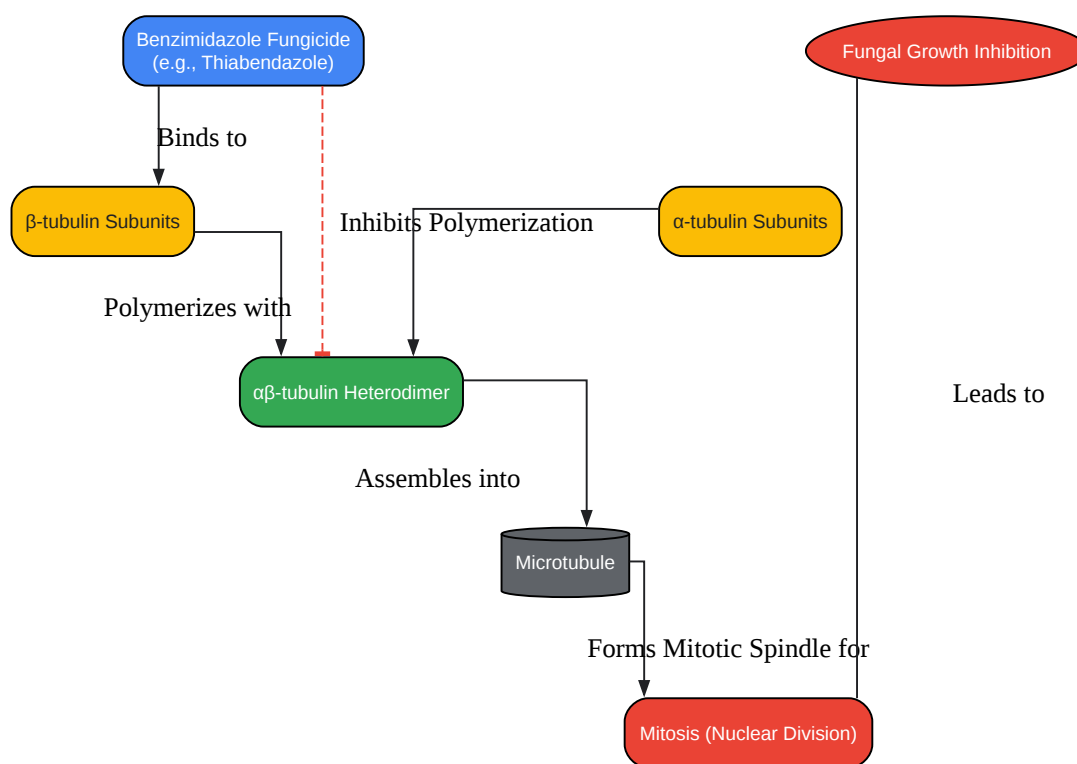 Benzimidazole Fungicide
(e.g., Thiabendazole)
Fungal Growth Inhibition
Binds to
β-tubulin Subunits
Inhibits Polymerization
α-tubulin Subunits
Polymerizes with
αβ-tubulin Heterodimer
Leads to
Assembles into
Microtubule
Forms Mitotic Spindle for
Mitosis (Nuclear Division)